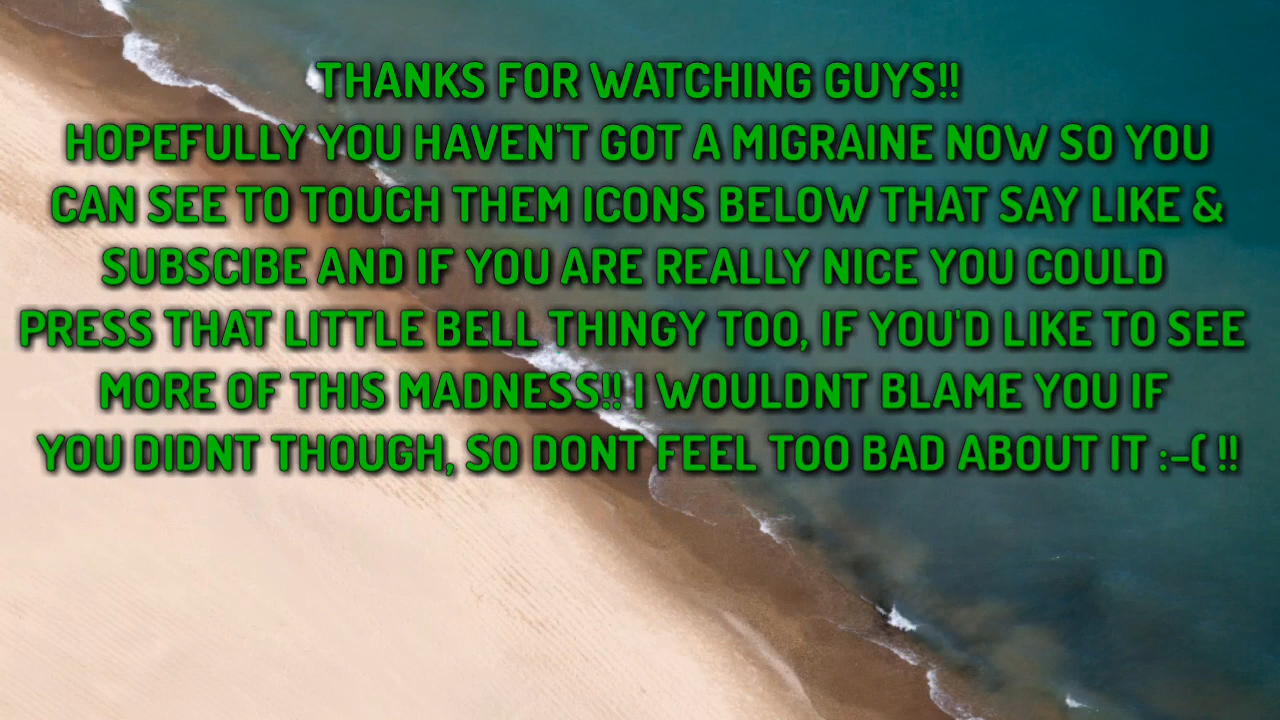 THANKS FOR WATCHING GUYS!!
HOPEFULLY YOU HAVEN'T GOT A MIGRAINE NOW SO YOU
CAN SEE TO TOUCH THEM ICONS BELOW THAT SAY LIKE &
SUBSCIBE AND IF YOU ARE REALLY NICE YOU COULD
PRESS THAT LITTLE BELL THINGY TOO, IF YOU'D LIKE TO SEE
MORE OF THIS MADNESS!! I WOULDNT BLAME YOU IF
YOU DIDNT THOUGH, SO DONT FEEL TOO BAD ABOUT IT :-( !!